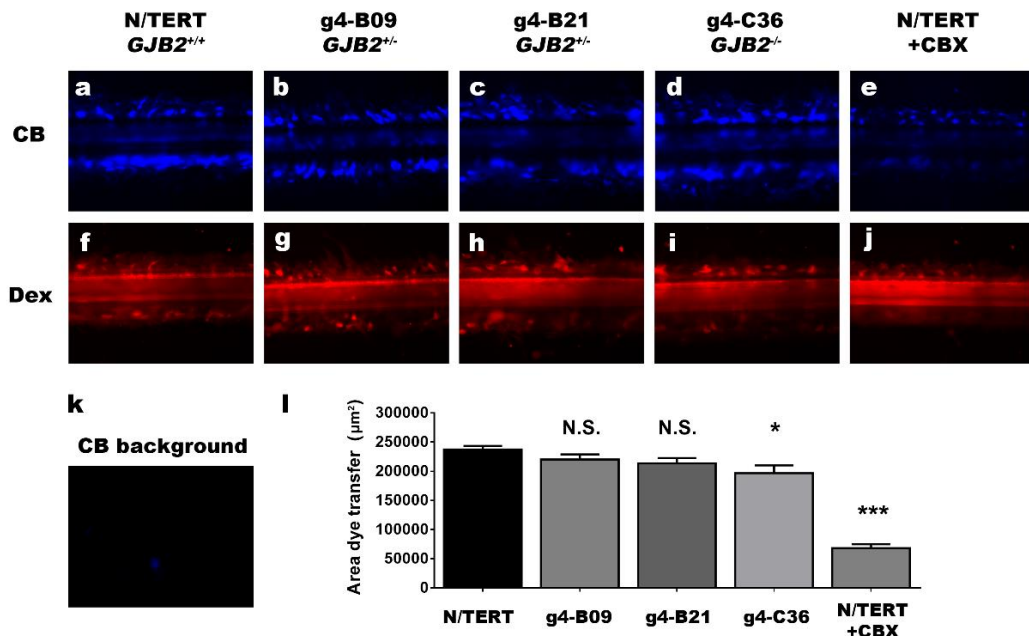 N/TERT g4-B09 g4-B21 g4-C36 N/TERT
GJB2+/+ GJB2+/- GJB2+/- GJB2-/- +CBX
a b c d e
CB
f g h i j
Dex
k l
CB background
Area dye transfer (µm²)
300000
250000
200000
150000
100000
50000
0
N.S. N.S. * ***
N/TERT g4-B09 g4-B21 g4-C36 N/TERT
+CBX